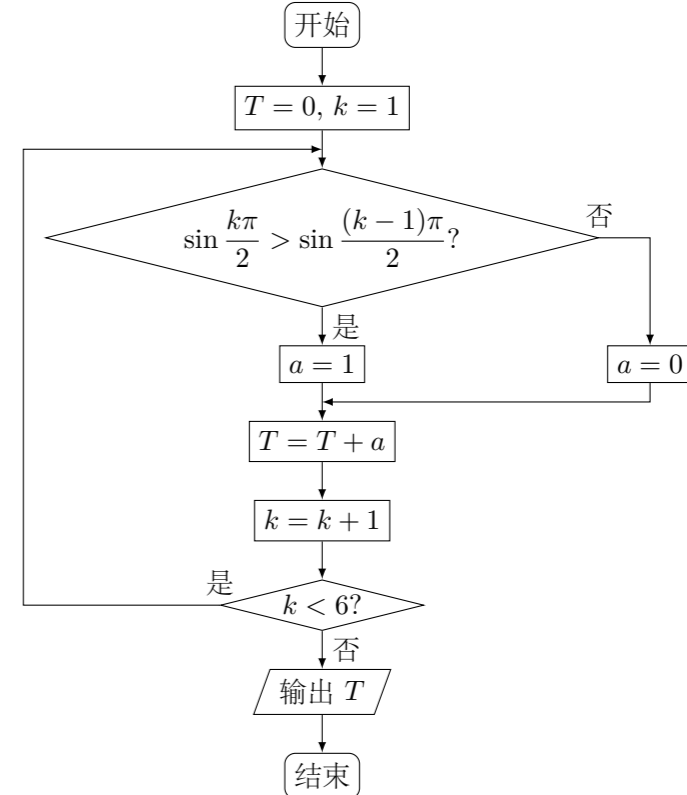 开始
T = 0, k = 1
sin kπ/2 > sin (k − 1)π/2?
否
是
a = 1
a = 0
T = T + a
k = k + 1
是
k < 6?
否
输出 T
结束